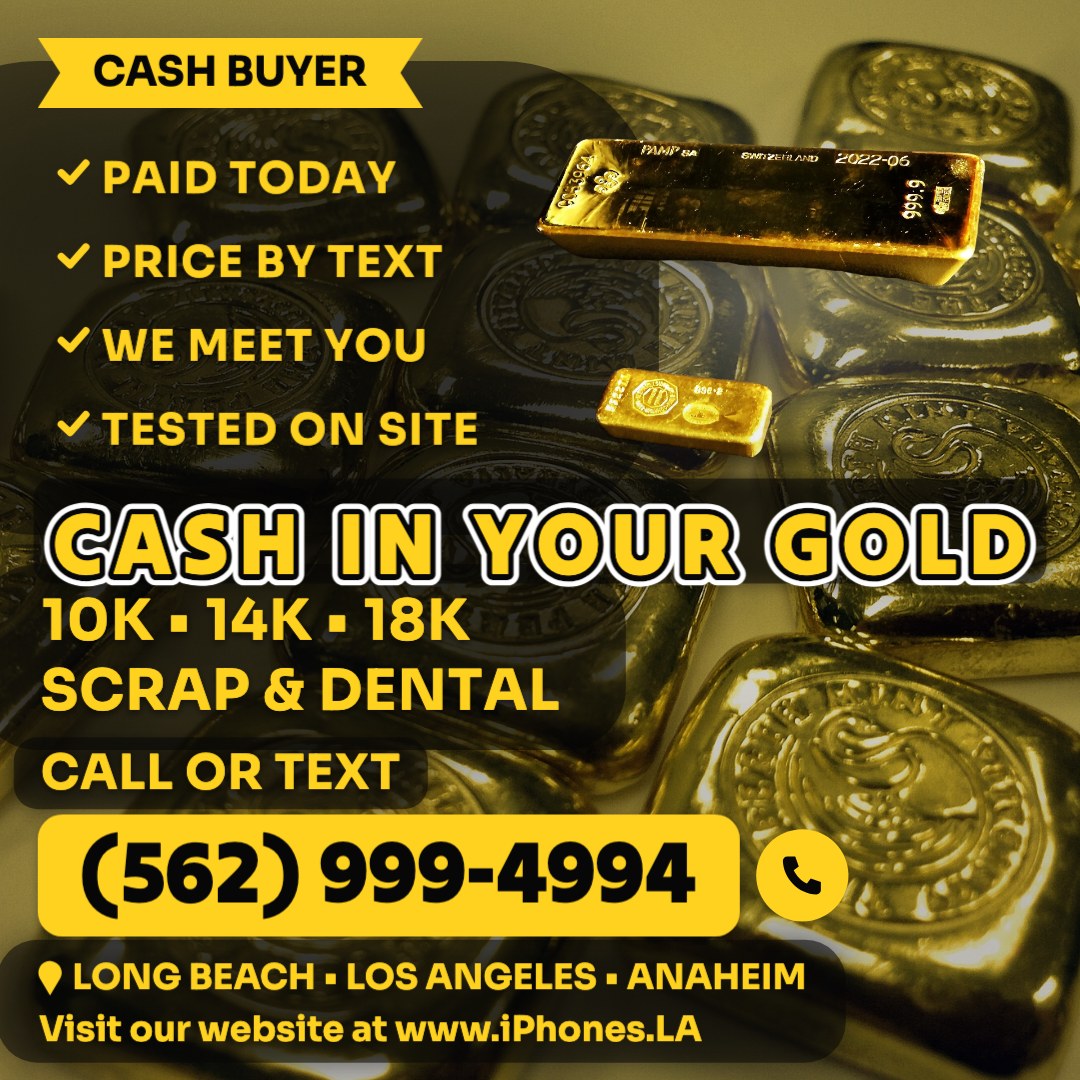 CASH BUYER
PAID TODAY
PRICE BY TEXT
WE MEET YOU
TESTED ON SITE
PAMP SA SWITZERLAND 2022-06
999.9
CASH IN YOUR GOLD
10K ▪ 14K ▪ 18K
SCRAP & DENTAL
CALL OR TEXT
(562) 999-4994
LONG BEACH ▪ LOS ANGELES ▪ ANAHEIM
Visit our website at www.iPhones.LA